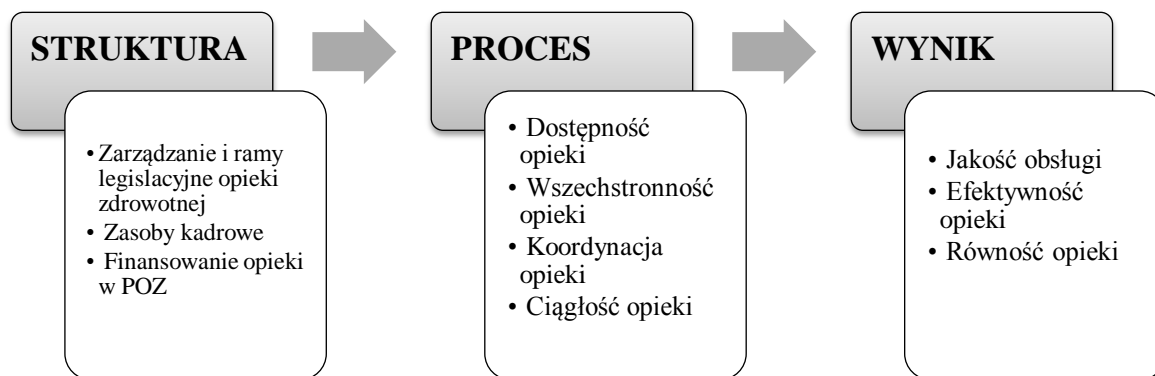 STRUKTURA
• Zarządzanie i ramy
legislacyjne opieki
zdrowotnej
• Zasoby kadrowe
• Finansowanie opieki
w POZ
PROCES
• Dostępność
opieki
• Wszechstronność
opieki
• Koordynacja
opieki
• Ciągłość opieki
WYNIK
• Jakość obsługi
• Efektywność
opieki
• Równość opieki